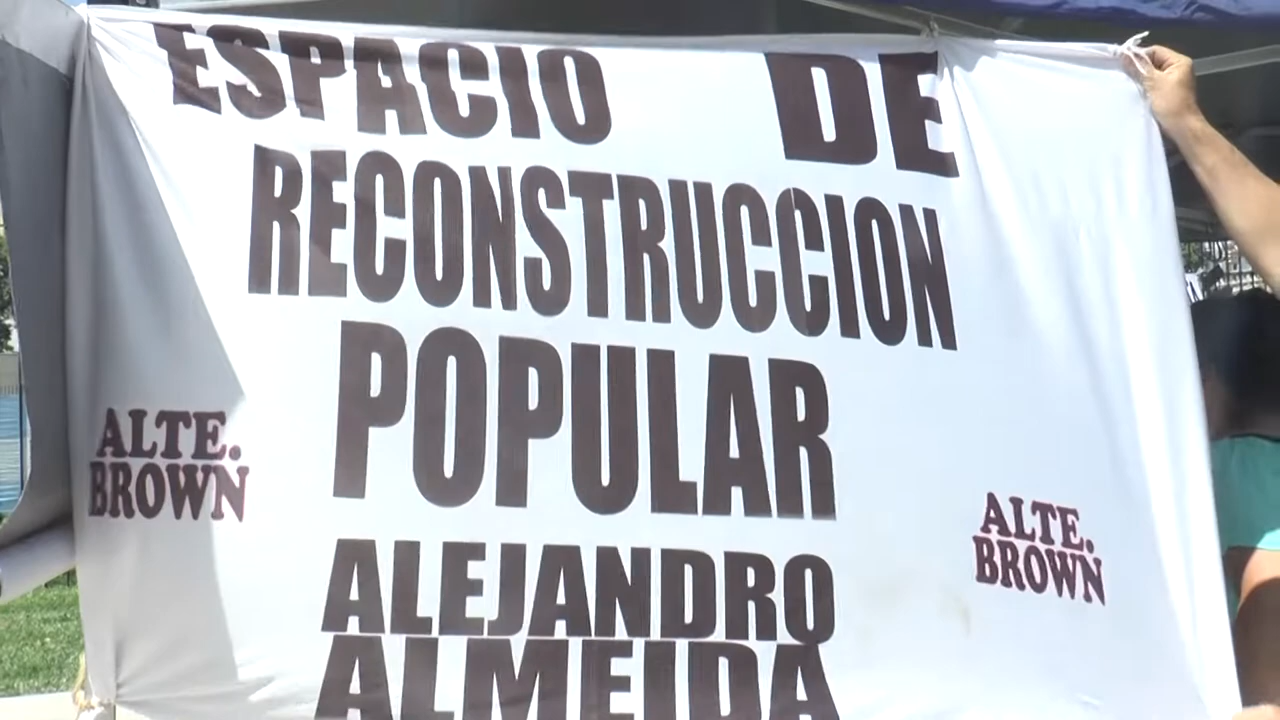 ESPACIO DE
RECONSTRUCCION
POPULAR
ALEJANDRO
ALMEIDA
ALTE.
BROWN
ALTE.
BROWN